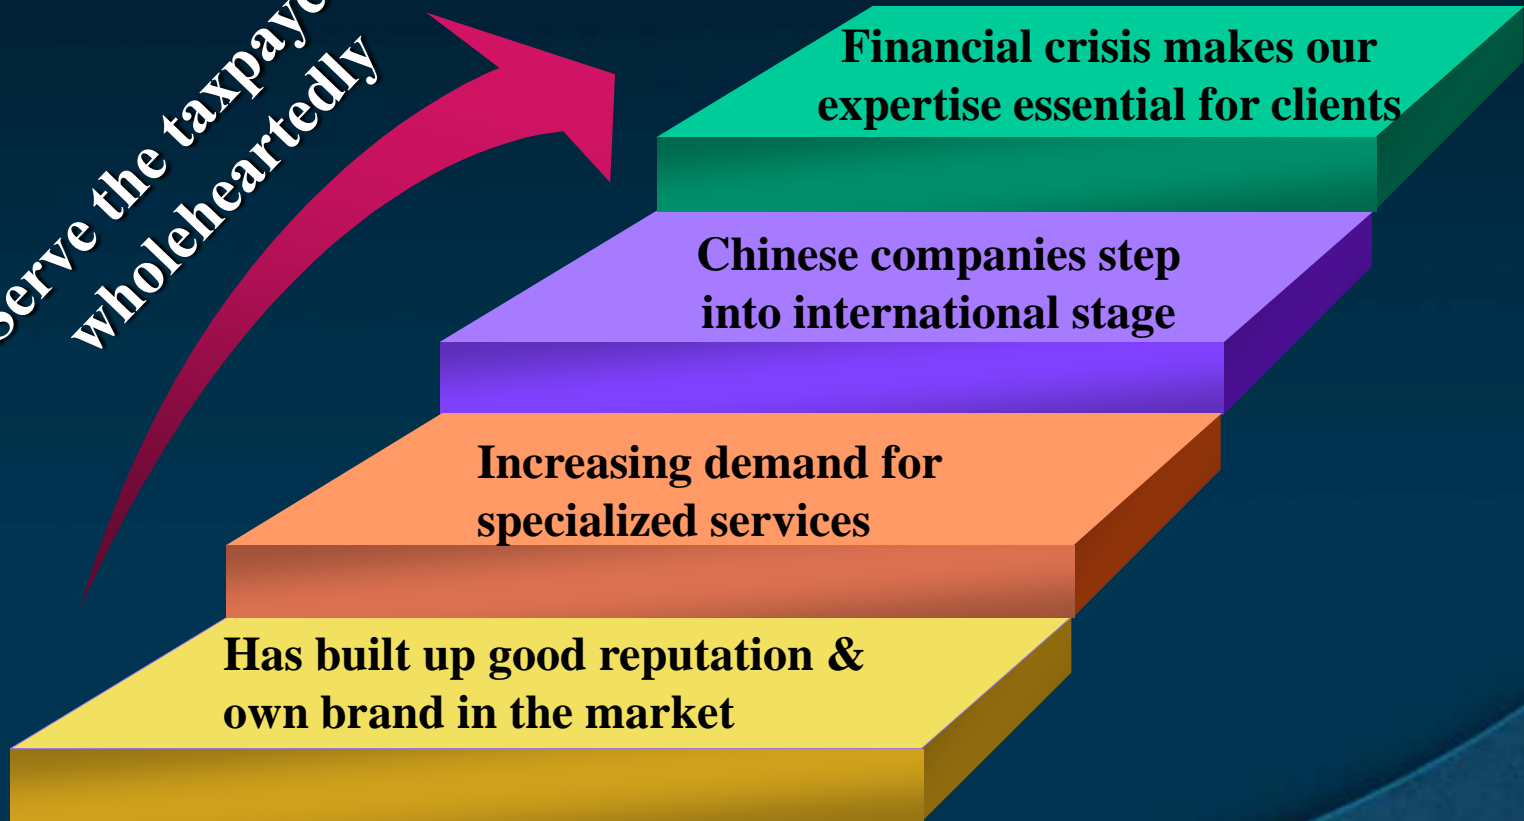 Serve the
wholeheartedly
Financial crisis makes our
expertise essential for clients
Chinese companies step
into international stage
Increasing demand for
specialized services
Has built up good reputation &
own brand in the market